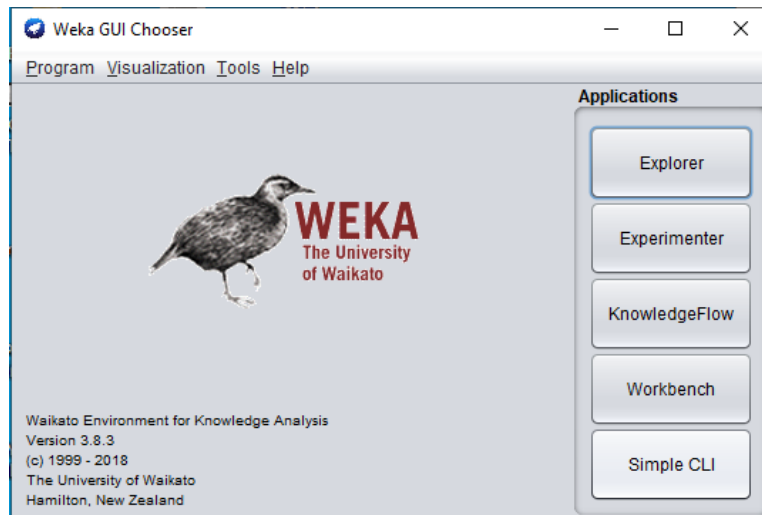 Weka GUI Chooser
Program Visualization Tools Help
Applications
Explorer
Experimenter
KnowledgeFlow
Workbench
Simple CLI
WEKA
The University
of Waikato
Waikato Environment for Knowledge Analysis
Version 3.8.3
(c) 1999 - 2018
The University of Waikato
Hamilton, New Zealand